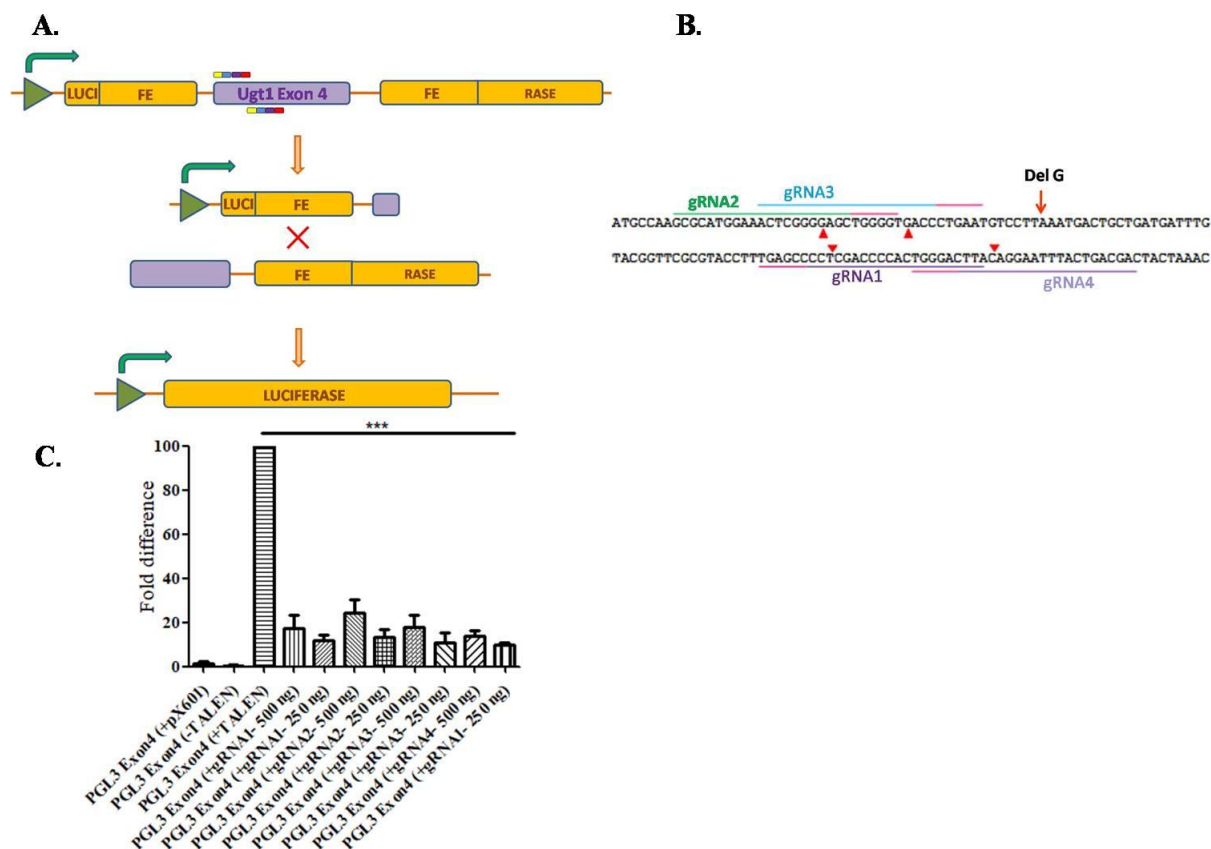 A.
LUCI FE Ugt1 Exon 4 FE RASE
LUCI FE
FE RASE
LUCIFERASE
B.
Del G
gRNA2 gRNA3
ATGCCAAGCGCATGGAAACTCGGGGAGCTGGGGTGACCCTGAATGTCCTTAAATGACTGCTGATGATTTG
TACGGTTCGCGTACCTTTGAGCCCCTCGACCCCACTGGGACTTACAGGAATTTACTGACGACTACTAAAC
gRNA1 gRNA4
C.
***
Fold difference
100
80
60
40
20
0
PGL3 Exon4 (+pX601)
PGL3 Exon4 (-TALEN)
PGL3 Exon4 (+TALEN)
PGL3 Exon4 (+gRNA1- 500 ng)
PGL3 Exon4 (+gRNA1- 250 ng)
PGL3 Exon4 (+gRNA2- 500 ng)
PGL3 Exon4 (+gRNA2- 250 ng)
PGL3 Exon4 (+gRNA3- 500 ng)
PGL3 Exon4 (+gRNA3- 250 ng)
PGL3 Exon4 (+gRNA4- 500 ng)
PGL3 Exon4 (+gRNA1- 250 ng)